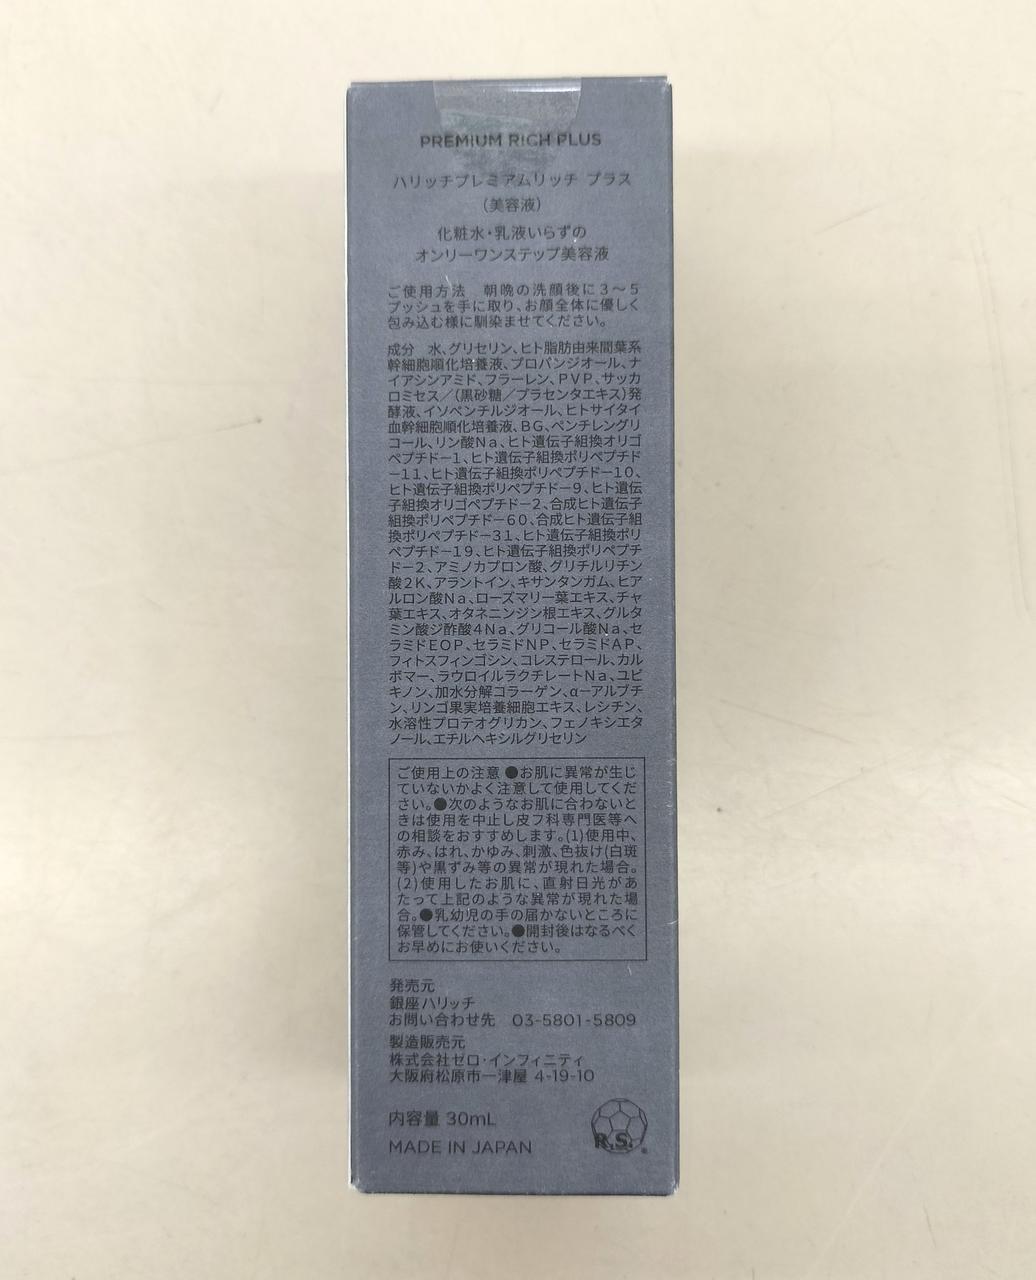 PREMIUM RICH PLUS
ハリッチプレミアムリッチ プラス
（美容液）
化粧水・乳液いらずの
オンリーワンステップ美容液
ご使用方法　朝晩の洗顔後に３～５
プッシュを手に取り、お顔全体に優しく
包み込む様に馴染ませてください。
成分　水、グリセリン、ヒト脂肪由来間葉系
幹細胞順化培養液、プロパンジオール、ナ
イアシンアミド、フラーレン、ＰＶＰ、サッカ
ロミセス／（黒砂糖／プラセンタエキス）発
酵液、イソペンチルジオール、ヒトサイタイ
血幹細胞順化培養液、ＢＧ、ペンチレングリ
コール、リン酸Ｎａ、ヒト遺伝子組換オリゴ
ペプチド－１、ヒト遺伝子組換ポリペプチド
－１１、ヒト遺伝子組換ポリペプチド－１０、
ヒト遺伝子組換ポリペプチド－９、ヒト遺伝
子組換オリゴペプチド－２、合成ヒト遺伝子
組換ポリペプチド－６０、合成ヒト遺伝子組
換ポリペプチド－３１、ヒト遺伝子組換ポリ
ペプチド－１９、ヒト遺伝子組換ポリペプチ
ド－２、アミノカプロン酸、グリチルリチン
酸２Ｋ、アラントイン、キサンタンガム、ヒア
ルロン酸Ｎａ、ローズマリー葉エキス、チャ
葉エキス、オタネニンジン根エキス、グルタ
ミン酸ジ酢酸４Ｎａ、グリコール酸Ｎａ、セ
ラミドＥＯＰ、セラミドＮＰ、セラミドＡＰ、
フィトスフィンゴシン、コレステロール、カル
ボマー、ラウロイルラクチレートＮａ、ユビ
キノン、加水分解コラーゲン、α－アルブチ
ン、リンゴ果実培養細胞エキス、レシチン、
水溶性プロテオグリカン、フェノキシエタ
ノール、エチルヘキシルグリセリン
ご使用上の注意 ●お肌に異常が生じ
ていないかよく注意して使用してくだ
さい。●次のようなお肌に合わないと
きは使用を中止し皮フ科専門医等へ
の相談をおすすめします。(1)使用中、
赤み、はれ、かゆみ、刺激、色抜け(白斑
等)や黒ずみ等の異常が現れた場合。
(2)使用したお肌に、直射日光があ
たって上記のような異常が現れた場
合。●乳幼児の手の届かないところに
保管してください。●開封後はなるべく
お早めにお使いください。
発売元
銀座ハリッチ
お問い合わせ先　03-5801-5809
製造販売元
株式会社ゼロ・インフィニティ
大阪府松原市一津屋 4-19-10
内容量 30mL
MADE IN JAPAN
R.S.®